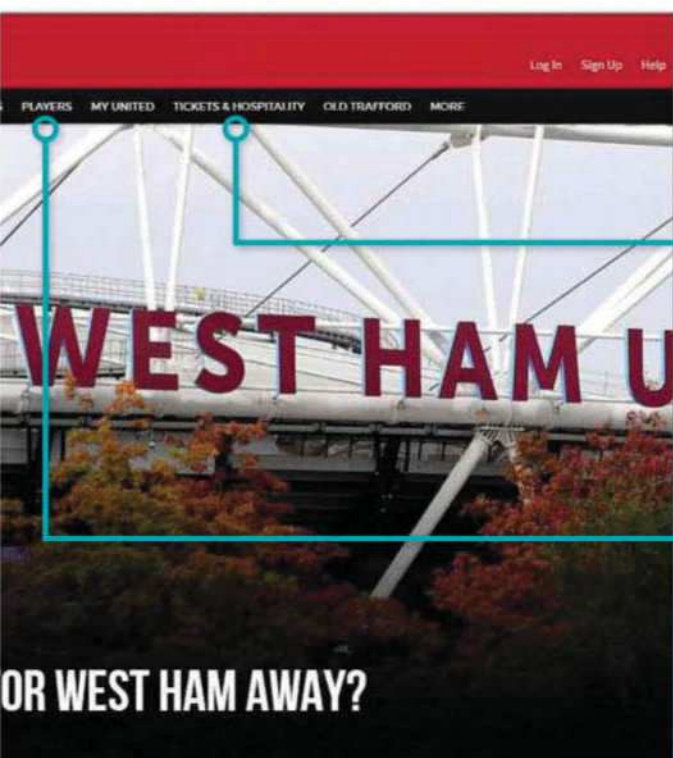 Log In Sign Up Help
PLAYERS MY UNITED TICKETS & HOSPITALITY OLD TRAFFORD MORE
WEST HAM U
OR WEST HAM AWAY?